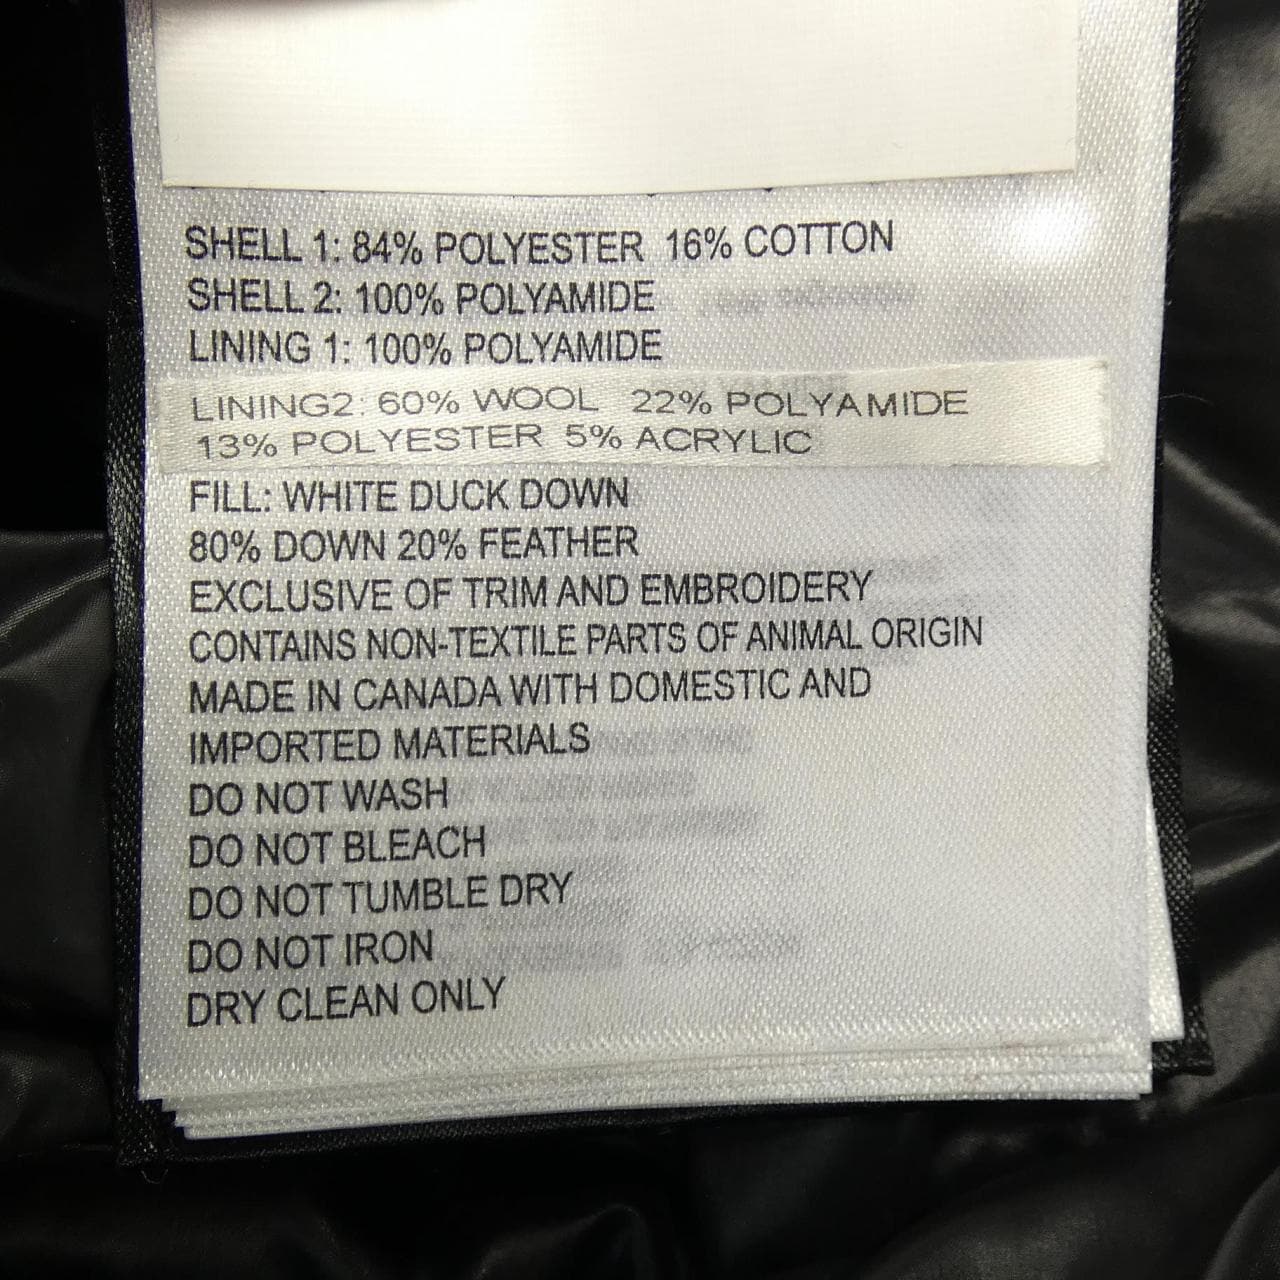 SHELL 1: 84% POLYESTER 16% COTTON
SHELL 2: 100% POLYAMIDE
LINING 1: 100% POLYAMIDE
LINING2: 60% WOOL 22% POLYAMIDE
13% POLYESTER 5% ACRYLIC
FILL: WHITE DUCK DOWN
80% DOWN 20% FEATHER
EXCLUSIVE OF TRIM AND EMBROIDERY
CONTAINS NON-TEXTILE PARTS OF ANIMAL ORIGIN
MADE IN CANADA WITH DOMESTIC AND
IMPORTED MATERIALS
DO NOT WASH
DO NOT BLEACH
DO NOT TUMBLE DRY
DO NOT IRON
DRY CLEAN ONLY